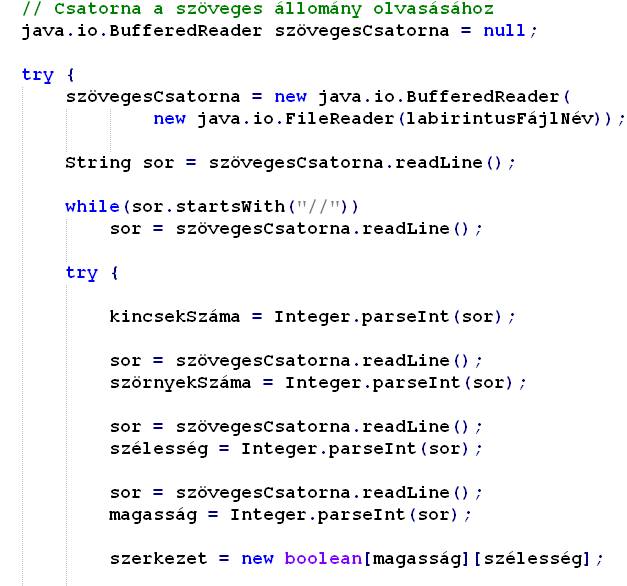 // Csatorna a szöveges állomány olvasásához
java.io.BufferedReader szövegesCsatorna = null;
try {
szövegesCsatorna = new java.io.BufferedReader(
new java.io.FileReader(labirintusFájlNév));
String sor = szövegesCsatorna.readLine();
while(sor.startsWith("//"))
sor = szövegesCsatorna.readLine();
try {
kincsekSzáma = Integer.parseInt(sor);
sor = szövegesCsatorna.readLine();
szörnyekSzáma = Integer.parseInt(sor);
sor = szövegesCsatorna.readLine();
szélesség = Integer.parseInt(sor);
sor = szövegesCsatorna.readLine();
magasság = Integer.parseInt(sor);
szerkezet = new boolean[magasság][szélesség];